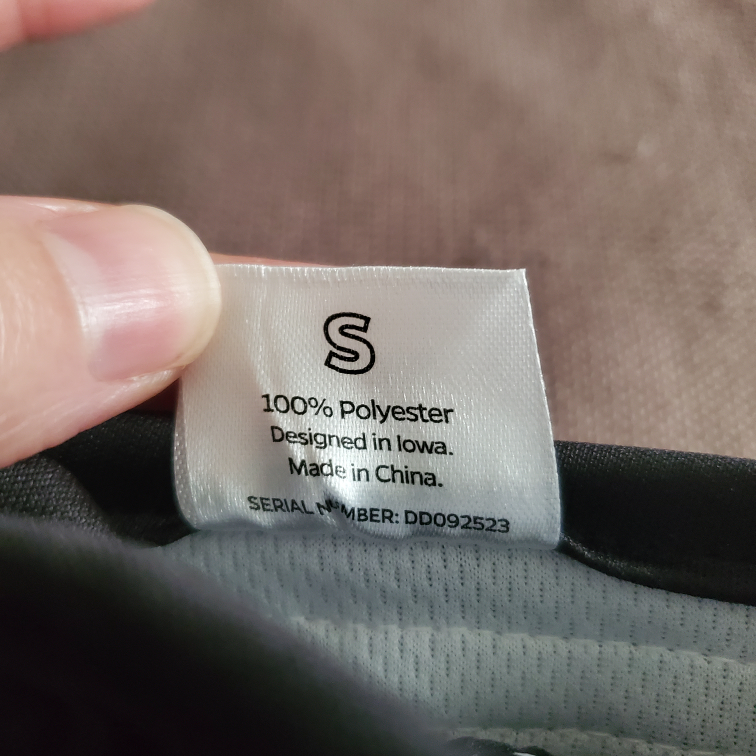 S
100% Polyester
Designed in Iowa.
Made in China.
SERIAL NUMBER: DD092523